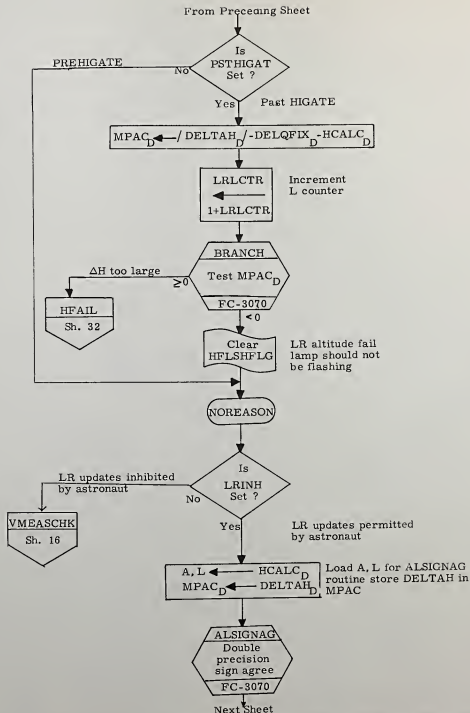 From Preceding Sheet
Is
PSTHIGAT
Set ?
PREHIGATE
No
Yes
Past HIGATE
MPAC_D ← /DELTAH_D/-DELQFIX_D-HCALC_D
LRLCTR
←
1+LRLCTR
Increment
L counter
BRANCH
Test MPAC_D
FC-3070
ΔH too large
≥0
HFAIL
Sh. 32
<0
Clear
HFLSHFLG
LR altitude fail
lamp should not
be flashing
NOREASON
Is
LRINH
Set ?
LR updates inhibited
by astronaut
No
VMEASCHK
Sh. 16
Yes
LR updates permitted
by astronaut
A, L ← HCALC_D
MPAC_D ← DELTAH_D
Load A, L for ALSIGNAG
routine store DELTAH in
MPAC
ALSIGNAG
Double
precision
sign agree
FC-3070
Next Sheet